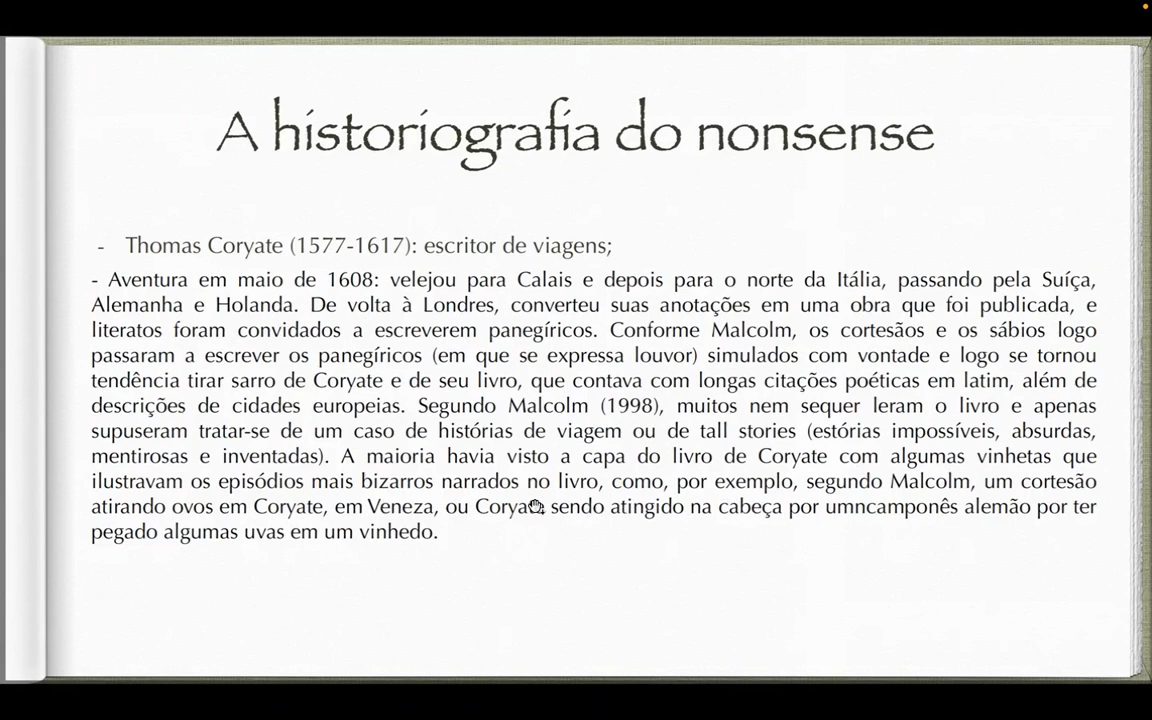 A historiografia do nonsense
- Thomas Coryate (1577-1617): escritor de viagens;
- Aventura em maio de 1608: velejou para Calais e depois para o norte da Itália, passando pela Suíça,
Alemanha e Holanda. De volta à Londres, converteu suas anotações em uma obra que foi publicada, e
literatos foram convidados a escreverem panegíricos. Conforme Malcolm, os cortesãos e os sábios logo
passaram a escrever os panegíricos (em que se expressa louvor) simulados com vontade e logo se tornou
tendência tirar sarro de Coryate e de seu livro, que contava com longas citações poéticas em latim, além de
descrições de cidades europeias. Segundo Malcolm (1998), muitos nem sequer leram o livro e apenas
supuseram tratar-se de um caso de histórias de viagem ou de tall stories (estórias impossíveis, absurdas,
mentirosas e inventadas). A maioria havia visto a capa do livro de Coryate com algumas vinhetas que
ilustravam os episódios mais bizarros narrados no livro, como, por exemplo, segundo Malcolm, um cortesão
atirando ovos em Coryate, em Veneza, ou Coryate sendo atingido na cabeça por umncamponês alemão por ter
pegado algumas uvas em um vinhedo.